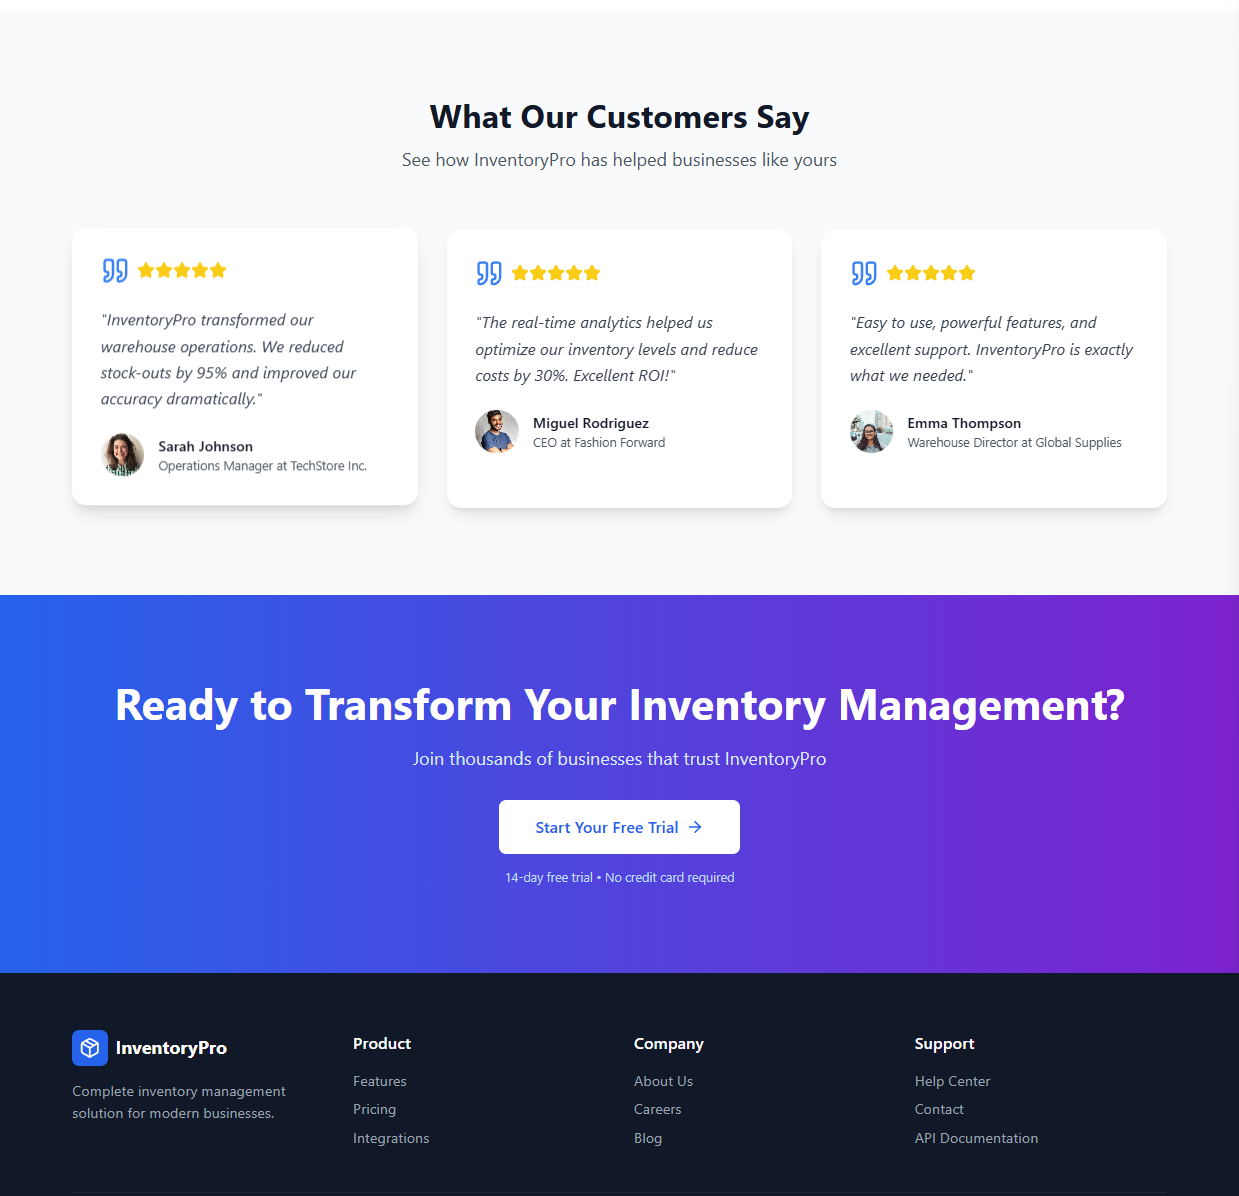 What Our Customers Say
See how InventoryPro has helped businesses like yours
"InventoryPro transformed our
warehouse operations. We reduced
stock-outs by 95% and improved our
accuracy dramatically."
Sarah Johnson
Operations Manager at TechStore Inc.
"The real-time analytics helped us
optimize our inventory levels and reduce
costs by 30%. Excellent ROI!"
Miguel Rodriguez
CEO at Fashion Forward
"Easy to use, powerful features, and
excellent support. InventoryPro is exactly
what we needed."
Emma Thompson
Warehouse Director at Global Supplies
Ready to Transform Your Inventory Management?
Join thousands of businesses that trust InventoryPro
Start Your Free Trial →
14-day free trial • No credit card required
InventoryPro
Complete inventory management
solution for modern businesses.
Product
Features
Pricing
Integrations
Company
About Us
Careers
Blog
Support
Help Center
Contact
API Documentation